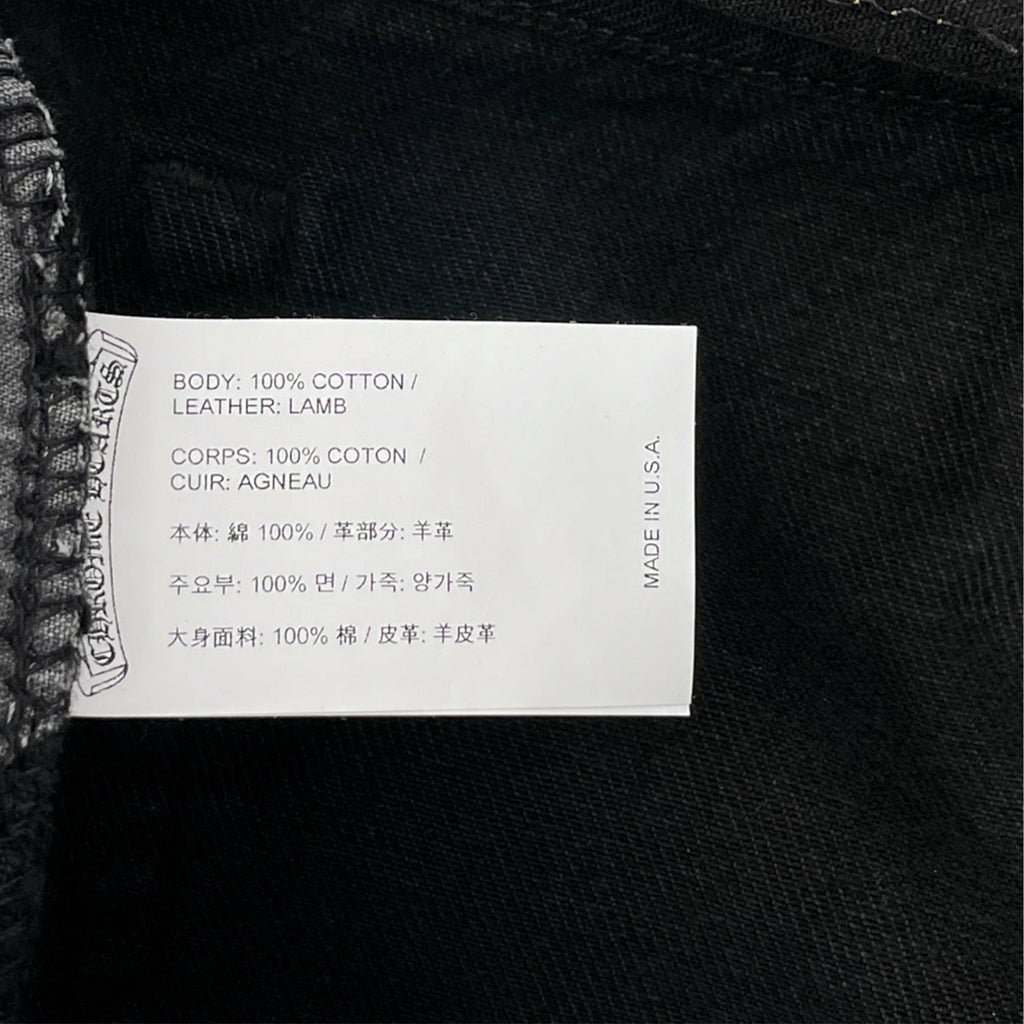 CHROME HEARTS
BODY: 100% COTTON /
LEATHER: LAMB
CORPS: 100% COTON /
CUIR: AGNEAU
本体: 綿 100% / 革部分: 羊革
주요부: 100% 면 / 가죽: 양가죽
大身面料: 100% 棉 / 皮革: 羊皮革
MADE IN U.S.A.